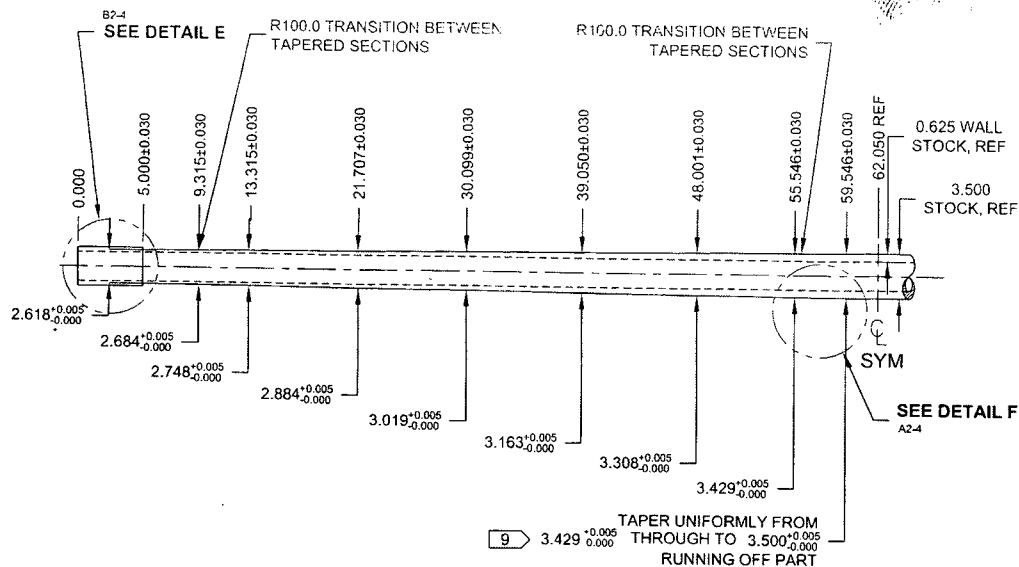 B2-4
SEE DETAIL E
R100.0 TRANSITION BETWEEN
TAPERED SECTIONS
R100.0 TRANSITION BETWEEN
TAPERED SECTIONS
0.000
5.000±0.030
9.315±0.030
13.315±0.030
21.707±0.030
30.099±0.030
39.050±0.030
48.001±0.030
55.546±0.030
59.546±0.030
62.050 REF
0.625 WALL
STOCK, REF
3.500
STOCK, REF
2.618+0.005 -0.000
2.684+0.005 -0.000
2.748+0.005 -0.000
2.884+0.005 -0.000
3.019+0.005 -0.000
3.163+0.005 -0.000
3.308+0.005 -0.000
3.429+0.005 -0.000
CL
SYM
SEE DETAIL F
A2-4
TAPER UNIFORMLY FROM
9 3.429 +0.005 0.000 THROUGH TO 3.500+0.005 -0.000
RUNNING OFF PART